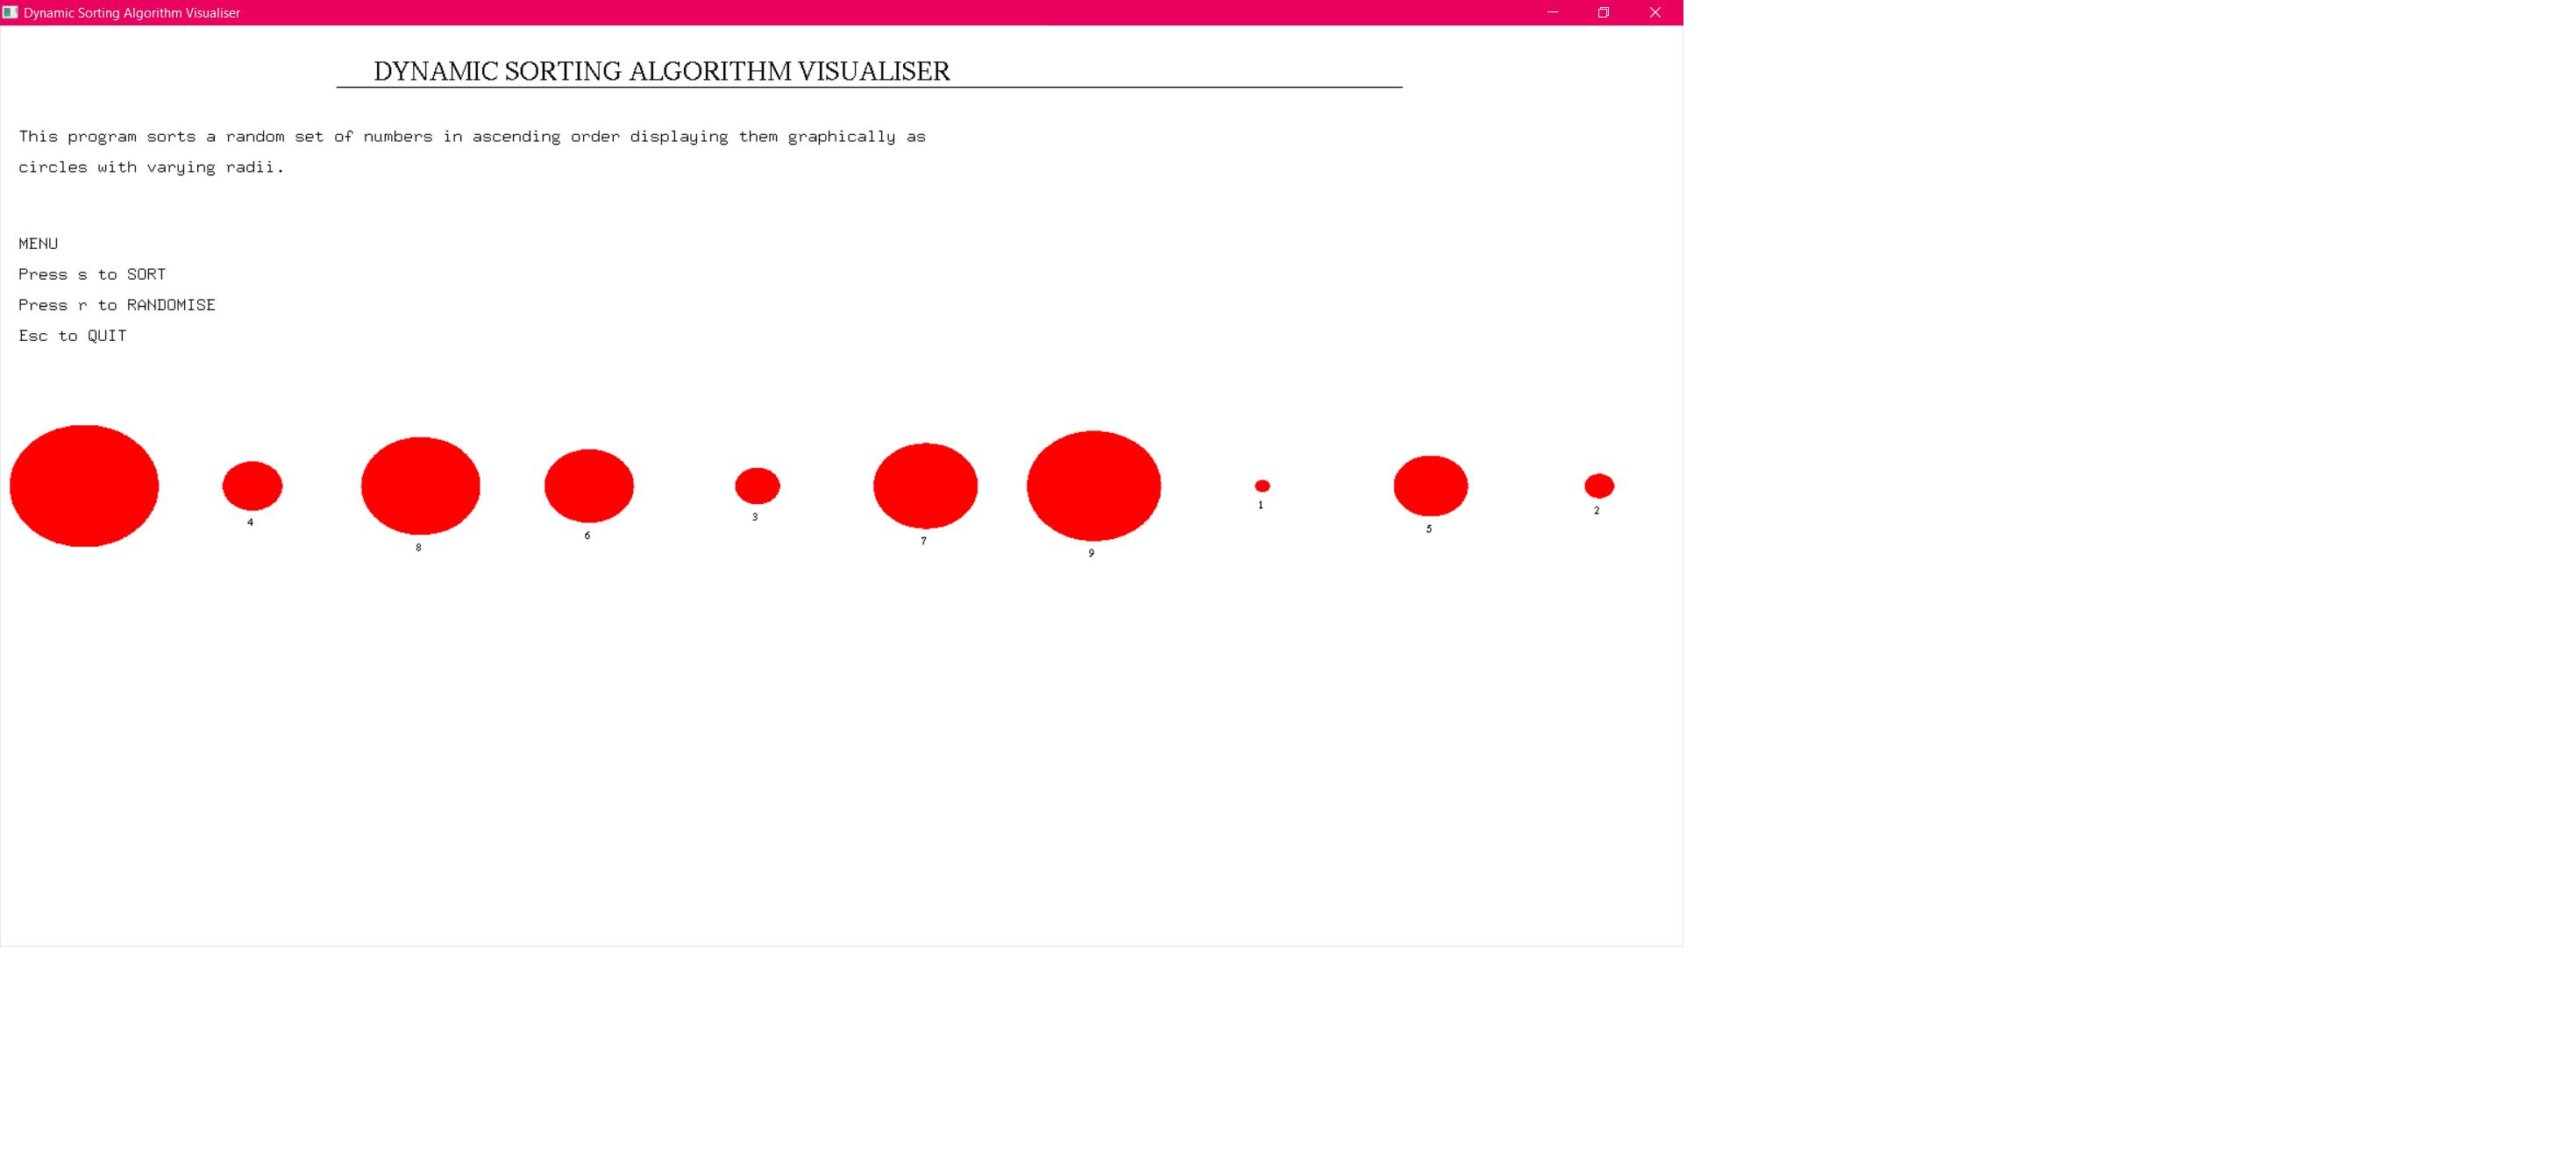 Dynamic Sorting Algorithm Visualiser
DYNAMIC SORTING ALGORITHM VISUALISER
This program sorts a random set of numbers in ascending order displaying them graphically as
circles with varying radii.
MENU
Press s to SORT
Press r to RANDOMISE
Esc to QUIT
4 8 6 3 7 9 1 5 2